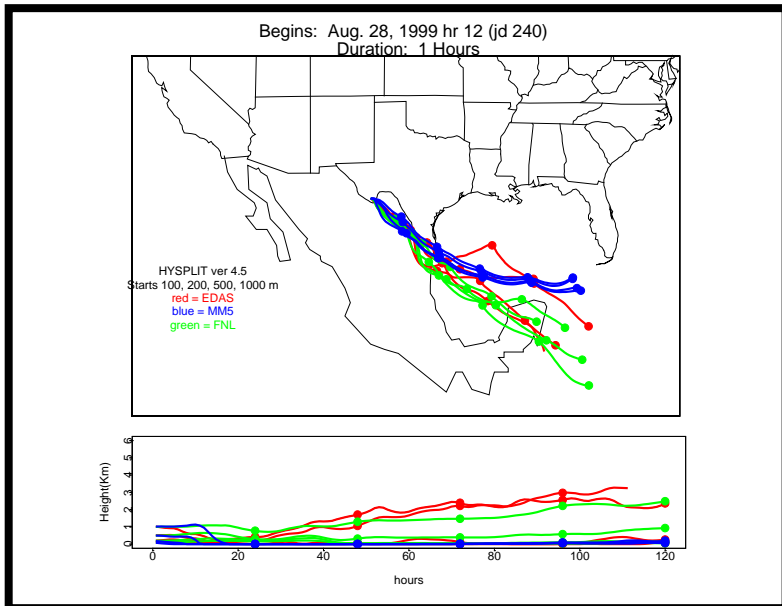 Begins: Aug. 28, 1999 hr 12 (jd 240)
Duration: 1 Hours
HYSPLIT ver 4.5
Starts 100, 200, 500, 1000 m
red = EDAS
blue = MM5
green = FNL
Height(Km)
6
5
4
3
2
1
0
0 20 40 60 80 100 120
hours